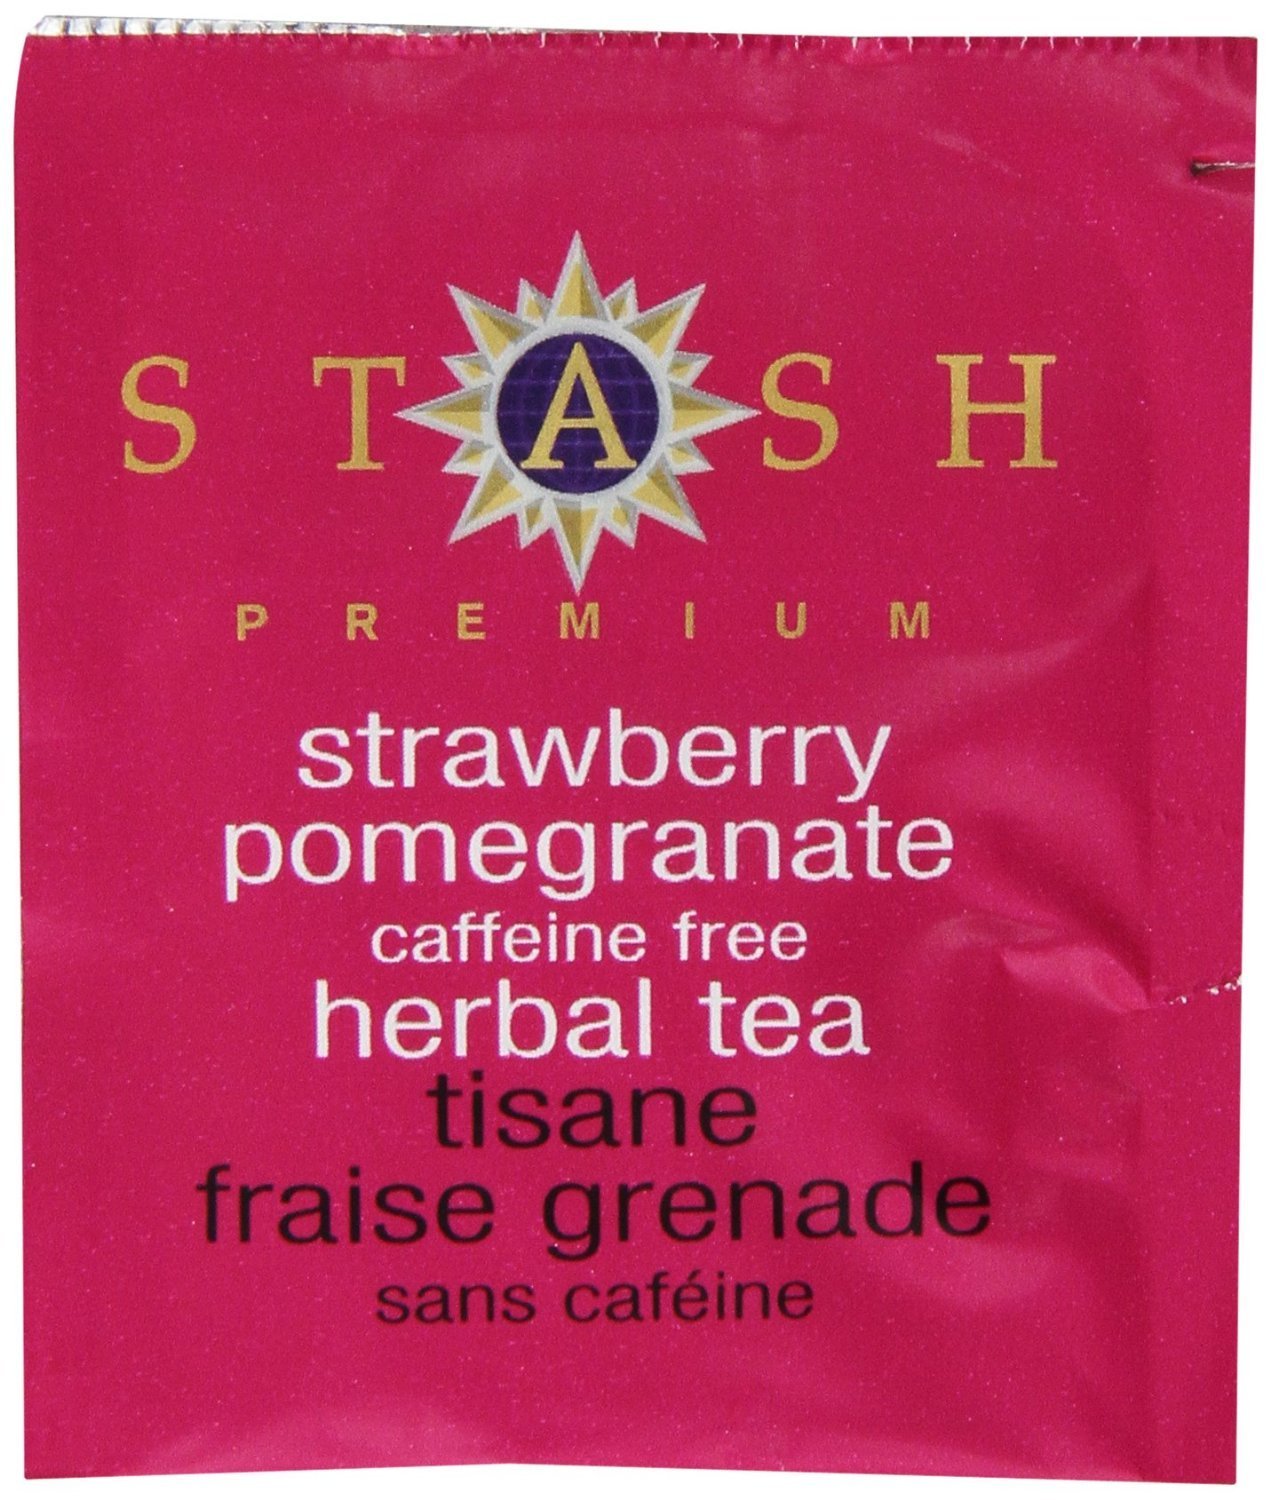 STASH
PREMIUM
strawberry
pomegranate
caffeine free
herbal tea
tisane
fraise grenade
sans caféine